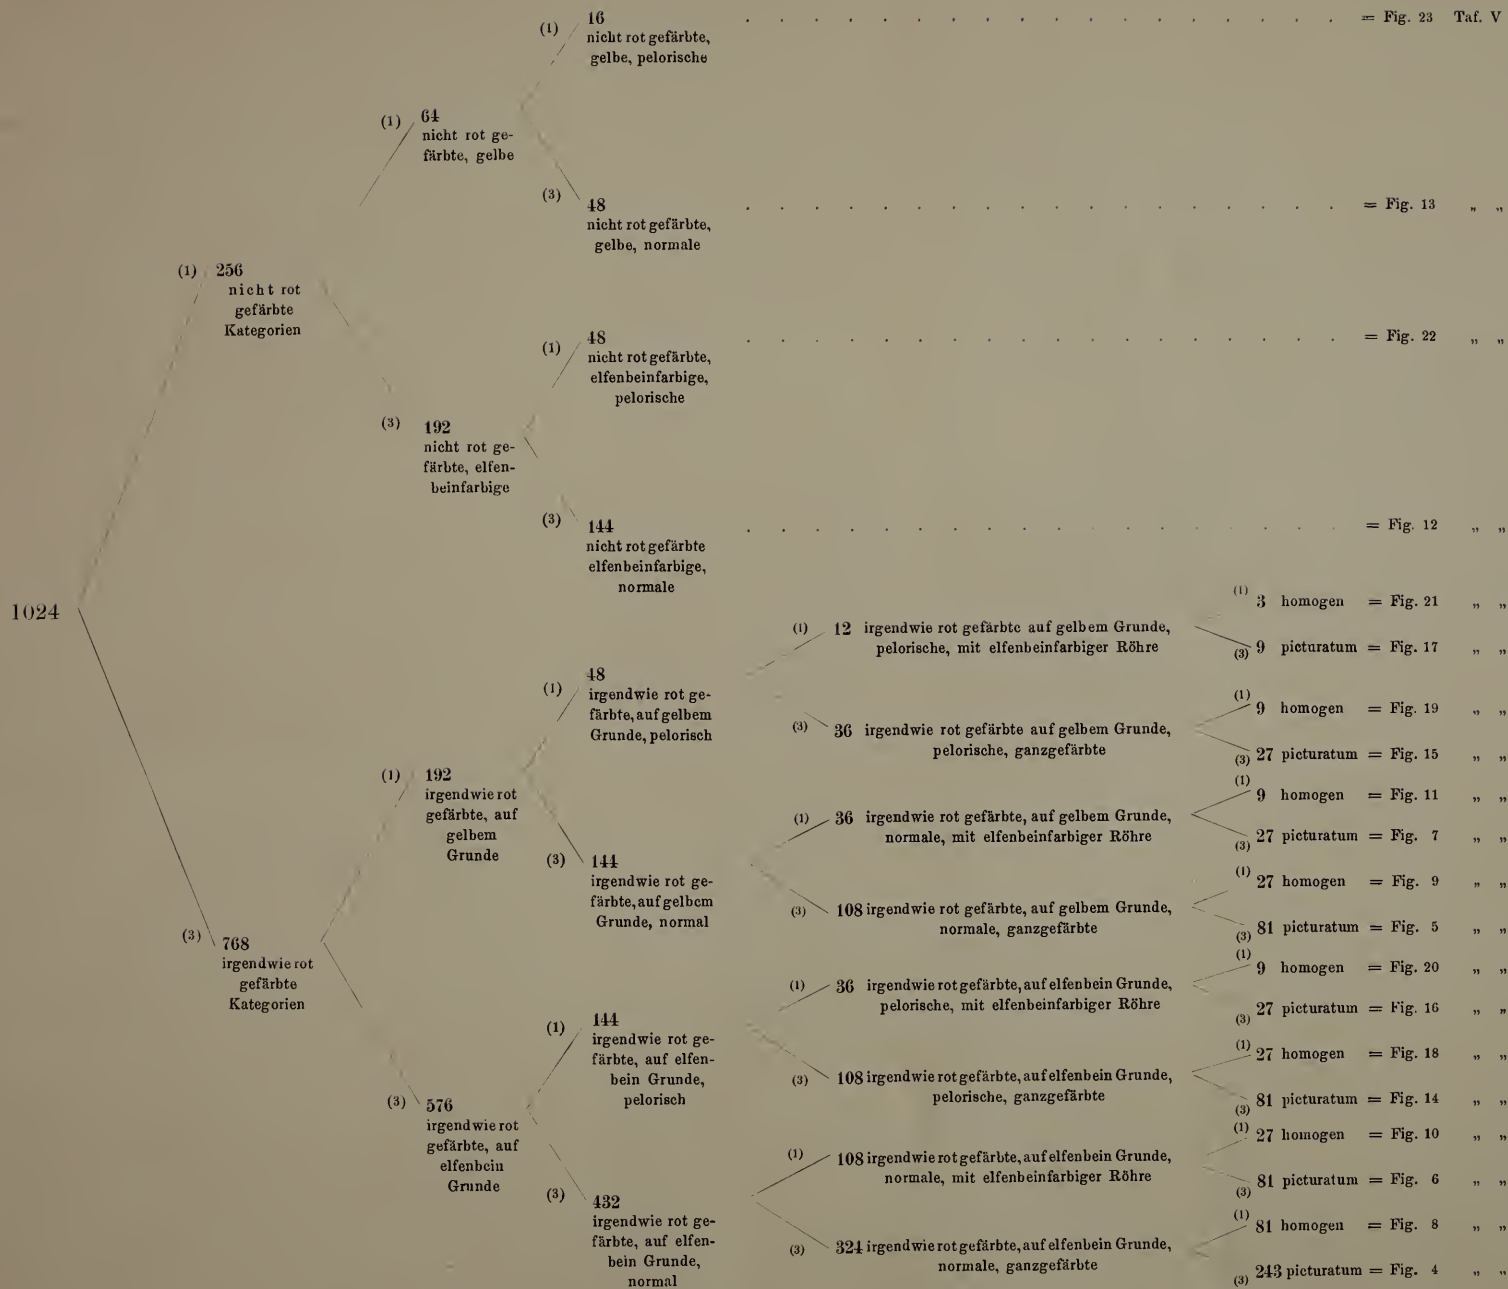 (1) 16 . . . . . . . . . . . . . . . . . . . = Fig. 23 Taf. V
nicht rot gefärbte,
gelbe, pelorische
(1) 64
nicht rot ge-
färbte, gelbe
(3) 48 . . . . . . . . . . . . . . . . . . = Fig. 13 „ „
nicht rot gefärbte,
gelbe, normale
(1) 256
nicht rot
gefärbte
Kategorien
(1) 48 . . . . . . . . . . . . . . . . . . = Fig. 22 „ „
nicht rot gefärbte,
elfenbeinfarbige,
pelorische
(3) 192
nicht rot ge-
färbte, elfen-
beinfarbige
(3) 144 . . . . . . . . . . . . . . . . . . = Fig. 12 „ „
nicht rot gefärbte
elfenbeinfarbige,
normale
1024
(1) 3 homogen = Fig. 21 „ „
(1) 12 irgendwie rot gefärbte auf gelbem Grunde,
pelorische, mit elfenbeinfarbiger Röhre
(3) 9 picturatum = Fig. 17 „ „
(1) 48
irgendwie rot ge-
färbte, auf gelbem
Grunde, pelorisch
(1) 9 homogen = Fig. 19 „ „
(3) 36 irgendwie rot gefärbte auf gelbem Grunde,
pelorische, ganzgefärbte
(3) 27 picturatum = Fig. 15 „ „
(1) 192
irgendwie rot
gefärbte, auf
gelbem
Grunde
(1) 9 homogen = Fig. 11 „ „
(1) 36 irgendwie rot gefärbte, auf gelbem Grunde,
normale, mit elfenbeinfarbiger Röhre
(3) 27 picturatum = Fig. 7 „ „
(3) 144
irgendwie rot ge-
färbte, auf gelbem
Grunde, normal
(1) 27 homogen = Fig. 9 „ „
(3) 108 irgendwie rot gefärbte, auf gelbem Grunde,
normale, ganzgefärbte
(3) 81 picturatum = Fig. 5 „ „
(3) 768
irgendwie rot
gefärbte
Kategorien
(1) 9 homogen = Fig. 20 „ „
(1) 36 irgendwie rot gefärbte, auf elfenbein Grunde,
pelorische, mit elfenbeinfarbiger Röhre
(3) 27 picturatum = Fig. 16 „ „
(1) 144
irgendwie rot ge-
färbte, auf elfen-
bein Grunde,
pelorisch
(1) 27 homogen = Fig. 18 „ „
(3) 108 irgendwie rot gefärbte, auf elfenbein Grunde,
pelorische, ganzgefärbte
(3) 81 picturatum = Fig. 14 „ „
(3) 576
irgendwie rot
gefärbte, auf
elfenbein
Grunde
(1) 27 homogen = Fig. 10 „ „
(1) 108 irgendwie rot gefärbte, auf elfenbein Grunde,
normale, mit elfenbeinfarbiger Röhre
(3) 81 picturatum = Fig. 6 „ „
(3) 432
irgendwie rot ge-
färbte, auf elfen-
bein Grunde,
normal
(1) 81 homogen = Fig. 8 „ „
(3) 324 irgendwie rot gefärbte, auf elfenbein Grunde,
normale, ganzgefärbte
(3) 243 picturatum = Fig. 4 „ „